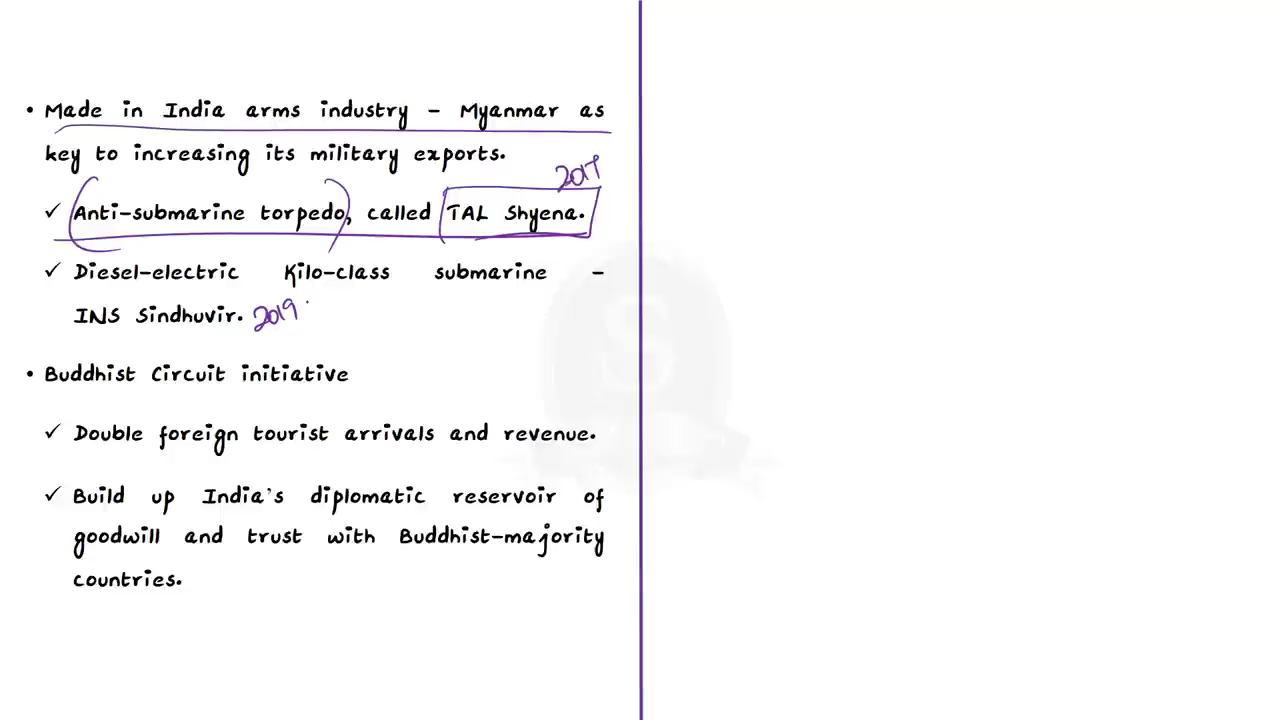 • Made in India arms industry - Myanmar as
key to increasing its military exports.
2017
✓ Anti-submarine torpedo, called TAL Shyena.
✓ Diesel-electric Kilo-class submarine -
INS Sindhuvir. 2019
• Buddhist Circuit initiative
✓ Double foreign tourist arrivals and revenue.
✓ Build up India's diplomatic reservoir of
goodwill and trust with Buddhist-majority
countries.